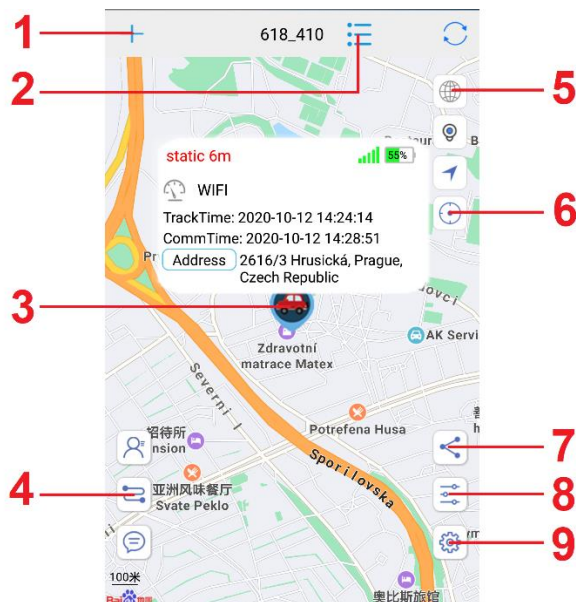 1
618_410
2
5
static 6m
55%
WIFI
TrackTime: 2020-10-12 14:24:14
6
CommTime: 2020-10-12 14:28:51
Address 2616/3 Hrusická, Prague,
Czech Republic
3
AK Servi
Zdravotní
matrace Matex
Severní I
Potrefena Husa
招待所
nsion
7
Sporilovska
4
亚洲风味餐厅
Svate Peklo
8
9
100米
奥比斯旅馆